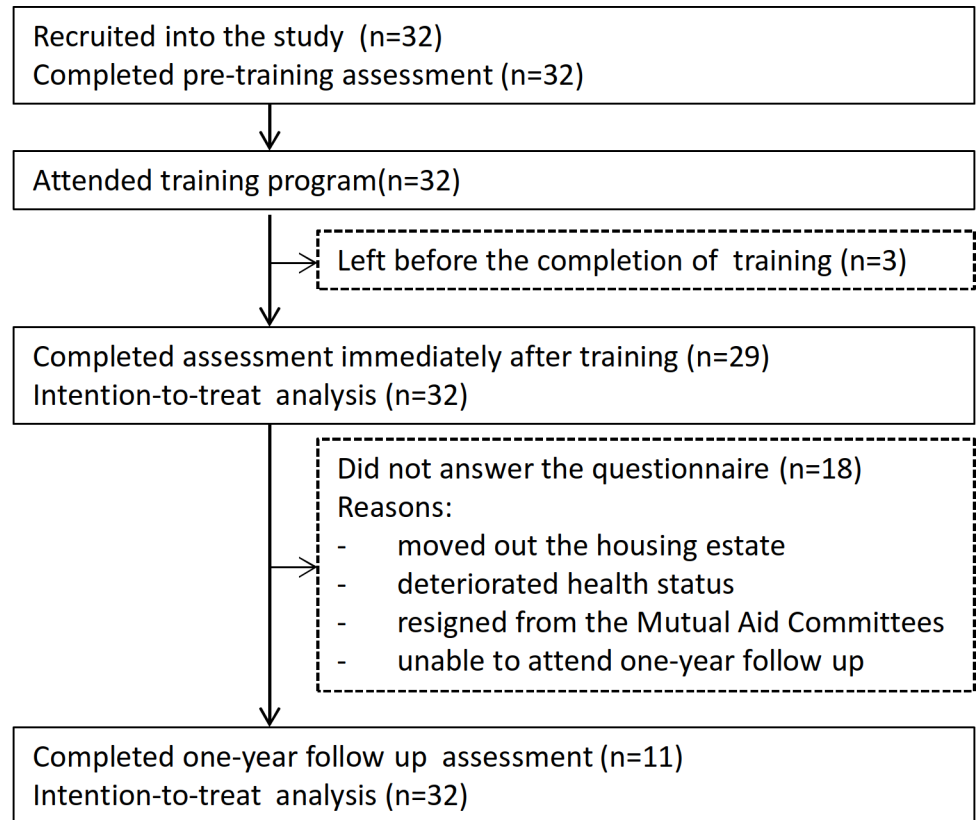 Recruited into the study (n=32)
Completed pre-training assessment (n=32)
Attended training program(n=32)
Left before the completion of training (n=3)
Completed assessment immediately after training (n=29)
Intention-to-treat analysis (n=32)
Did not answer the questionnaire (n=18)
Reasons:
- moved out the housing estate
- deteriorated health status
- resigned from the Mutual Aid Committees
- unable to attend one-year follow up
Completed one-year follow up assessment (n=11)
Intention-to-treat analysis (n=32)